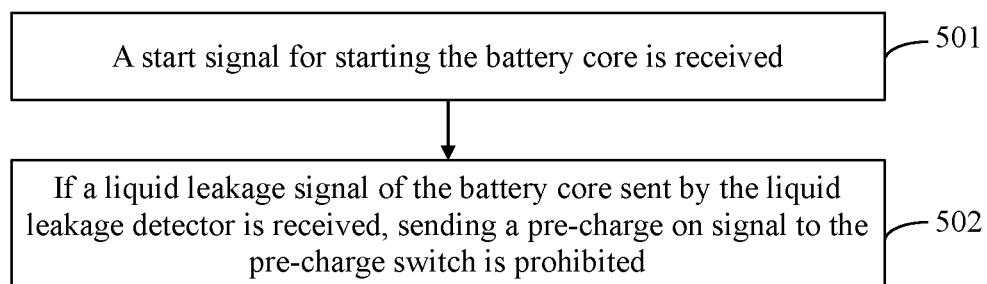 A start signal for starting the battery core is received
501
If a liquid leakage signal of the battery core sent by the liquid
leakage detector is received, sending a pre-charge on signal to the
pre-charge switch is prohibited
502